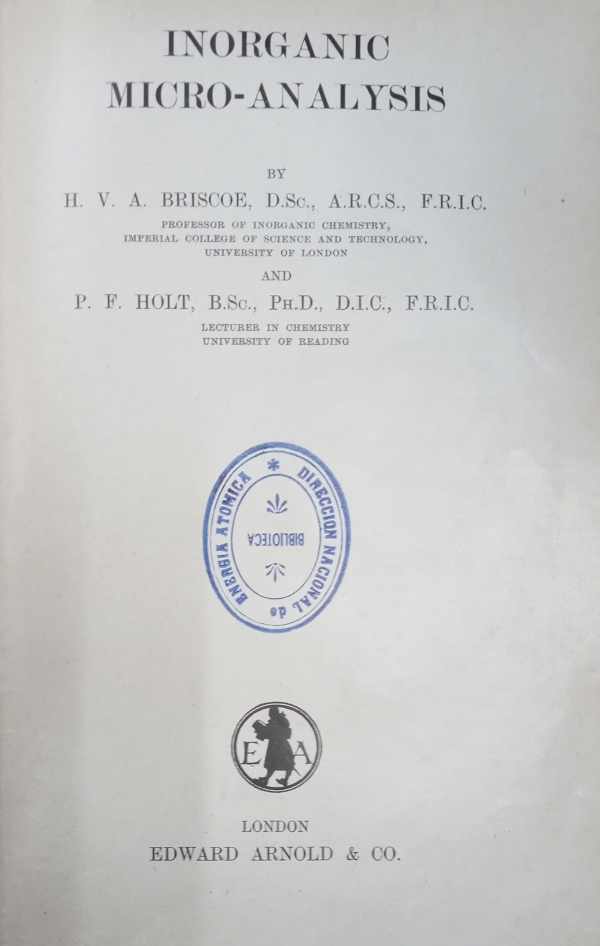 INORGANIC
MICRO-ANALYSIS
BY
H. V. A. BRISCOE, D.Sc., A.R.C.S., F.R.I.C.
PROFESSOR OF INORGANIC CHEMISTRY,
IMPERIAL COLLEGE OF SCIENCE AND TECHNOLOGY,
UNIVERSITY OF LONDON
AND
P. F. HOLT, B.Sc., Ph.D., D.I.C., F.R.I.C.
LECTURER IN CHEMISTRY
UNIVERSITY OF READING
DIRECCION NACIONAL de ENERGIA ATOMICA
BIBLIOTECA
E A
LONDON
EDWARD ARNOLD & CO.